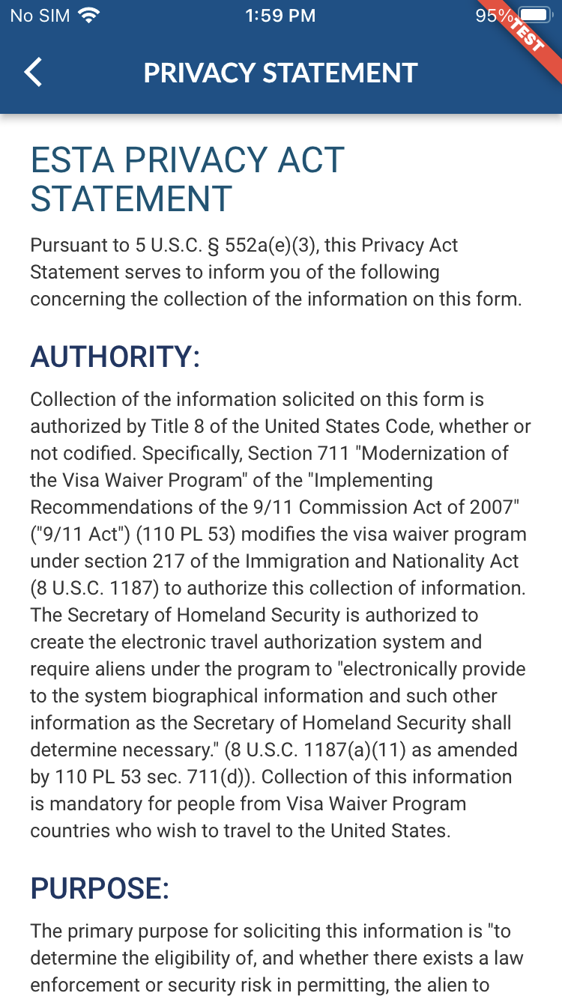 No SIM 1:59 PM 95%
TEST
PRIVACY STATEMENT
ESTA PRIVACY ACT
STATEMENT
Pursuant to 5 U.S.C. § 552a(e)(3), this Privacy Act
Statement serves to inform you of the following
concerning the collection of the information on this form.
AUTHORITY:
Collection of the information solicited on this form is
authorized by Title 8 of the United States Code, whether or
not codified. Specifically, Section 711 "Modernization of
the Visa Waiver Program" of the "Implementing
Recommendations of the 9/11 Commission Act of 2007"
("9/11 Act") (110 PL 53) modifies the visa waiver program
under section 217 of the Immigration and Nationality Act
(8 U.S.C. 1187) to authorize this collection of information.
The Secretary of Homeland Security is authorized to
create the electronic travel authorization system and
require aliens under the program to "electronically provide
to the system biographical information and such other
information as the Secretary of Homeland Security shall
determine necessary." (8 U.S.C. 1187(a)(11) as amended
by 110 PL 53 sec. 711(d)). Collection of this information
is mandatory for people from Visa Waiver Program
countries who wish to travel to the United States.
PURPOSE:
The primary purpose for soliciting this information is "to
determine the eligibility of, and whether there exists a law
enforcement or security risk in permitting, the alien to